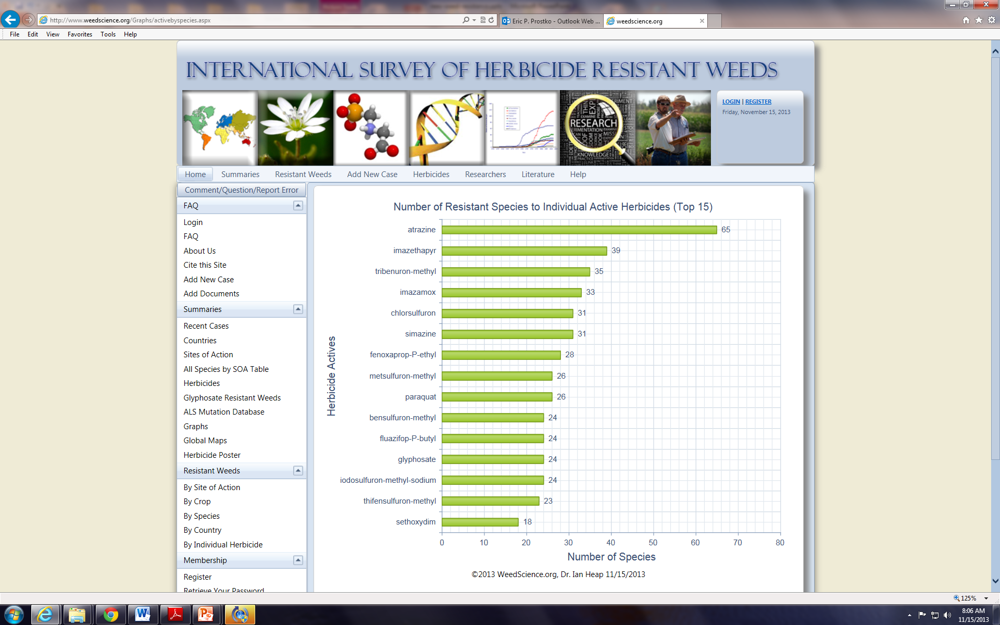 http://www.weedscience.org/Graphs/activebyspecies.aspx
Eric P. Prostko - Outlook Web ...
weedscience.org
File Edit View Favorites Tools Help
INTERNATIONAL SURVEY OF HERBICIDE RESISTANT WEEDS
RESEARCH
KNOWLEDGE
LOGIN | REGISTER
Friday, November 15, 2013
Home Summaries Resistant Weeds Add New Case Herbicides Researchers Literature Help
Comment/Question/Report Error
FAQ
Login
FAQ
About Us
Cite this Site
Add New Case
Add Documents
Summaries
Recent Cases
Countries
Sites of Action
All Species by SOA Table
Herbicides
Glyphosate Resistant Weeds
ALS Mutation Database
Graphs
Global Maps
Herbicide Poster
Resistant Weeds
By Site of Action
By Crop
By Species
By Country
By Individual Herbicide
Membership
Register
Retrieve Your Password
Number of Resistant Species to Individual Active Herbicides (Top 15)
Herbicide Actives
atrazine 65
imazethapyr 39
tribenuron-methyl 35
imazamox 33
chlorsulfuron 31
simazine 31
fenoxaprop-P-ethyl 28
metsulfuron-methyl 26
paraquat 26
bensulfuron-methyl 24
fluazifop-P-butyl 24
glyphosate 24
iodosulfuron-methyl-sodium 24
thifensulfuron-methyl 23
sethoxydim 18
0 10 20 30 40 50 60 70 80
Number of Species
©2013 WeedScience.org, Dr. Ian Heap 11/15/2013
125%
8:06 AM
11/15/2013